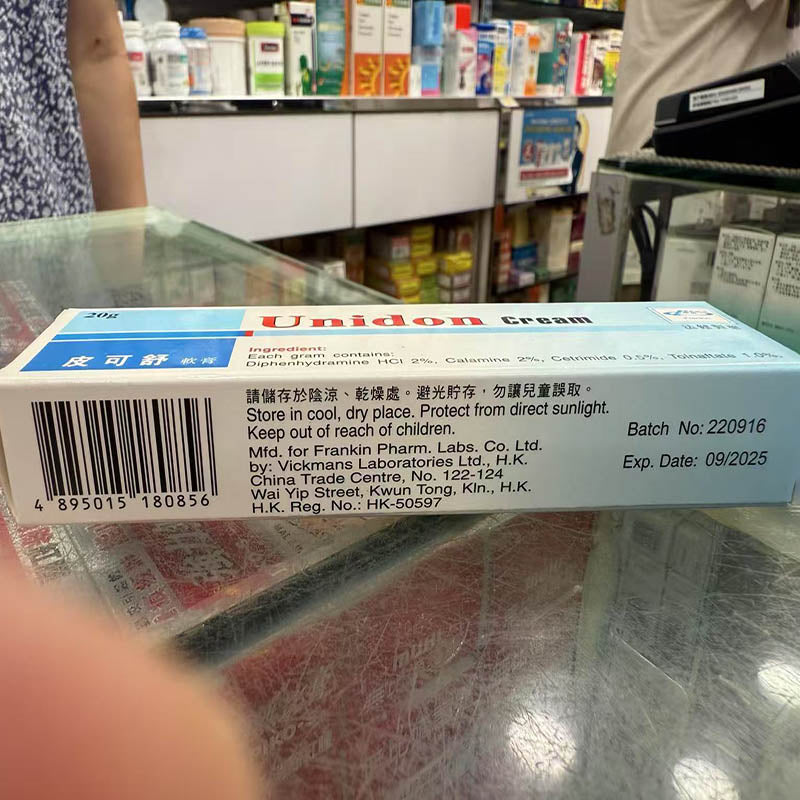 20g
Unidon Cream
皮可舒 軟膏
Ingredient:
Each gram contains:
Diphenhydramine HCl 2%, Calamine 2%, Cetrimide 0.5%, Tolnaftate 1.0%,
請儲存於陰涼、乾燥處。避光貯存，勿讓兒童誤取。
Store in cool, dry place. Protect from direct sunlight.
Keep out of reach of children.
Mfd. for Frankin Pharm. Labs. Co. Ltd.
by: Vickmans Laboratories Ltd., H.K.
China Trade Centre, No. 122-124
Wai Yip Street, Kwun Tong, Kln., H.K.
H.K. Reg. No.: HK-50597
Batch No: 220916
Exp. Date: 09/2025
4 895015 180856